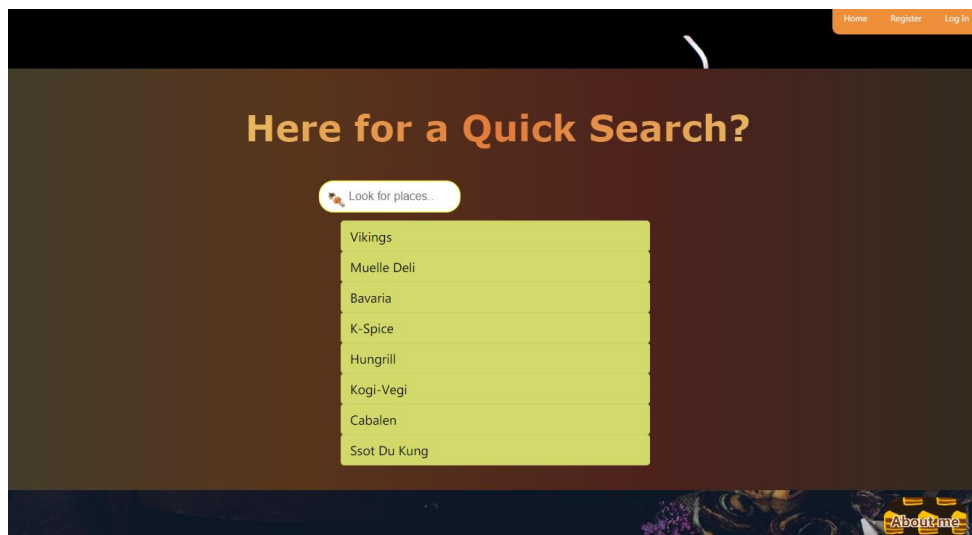 Home Register Log In
Here for a Quick Search?
Look for places..
Vikings
Muelle Deli
Bavaria
K-Spice
Hungrill
Kogi-Vegi
Cabalen
Ssot Du Kung
About me